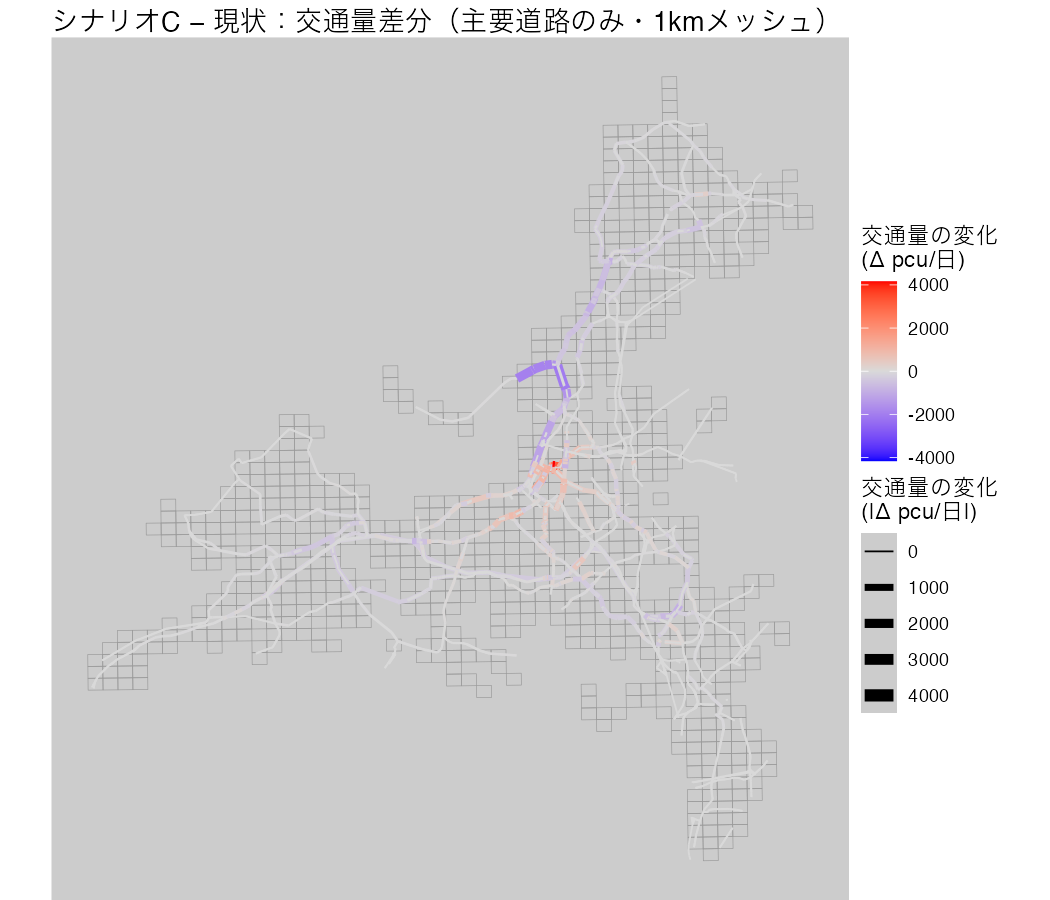 シナリオC − 現状：交通量差分（主要道路のみ・1kmメッシュ）
交通量の変化
(Δ pcu/日)
4000
2000
0
-2000
-4000
交通量の変化
(|Δ pcu/日|)
0
1000
2000
3000
4000